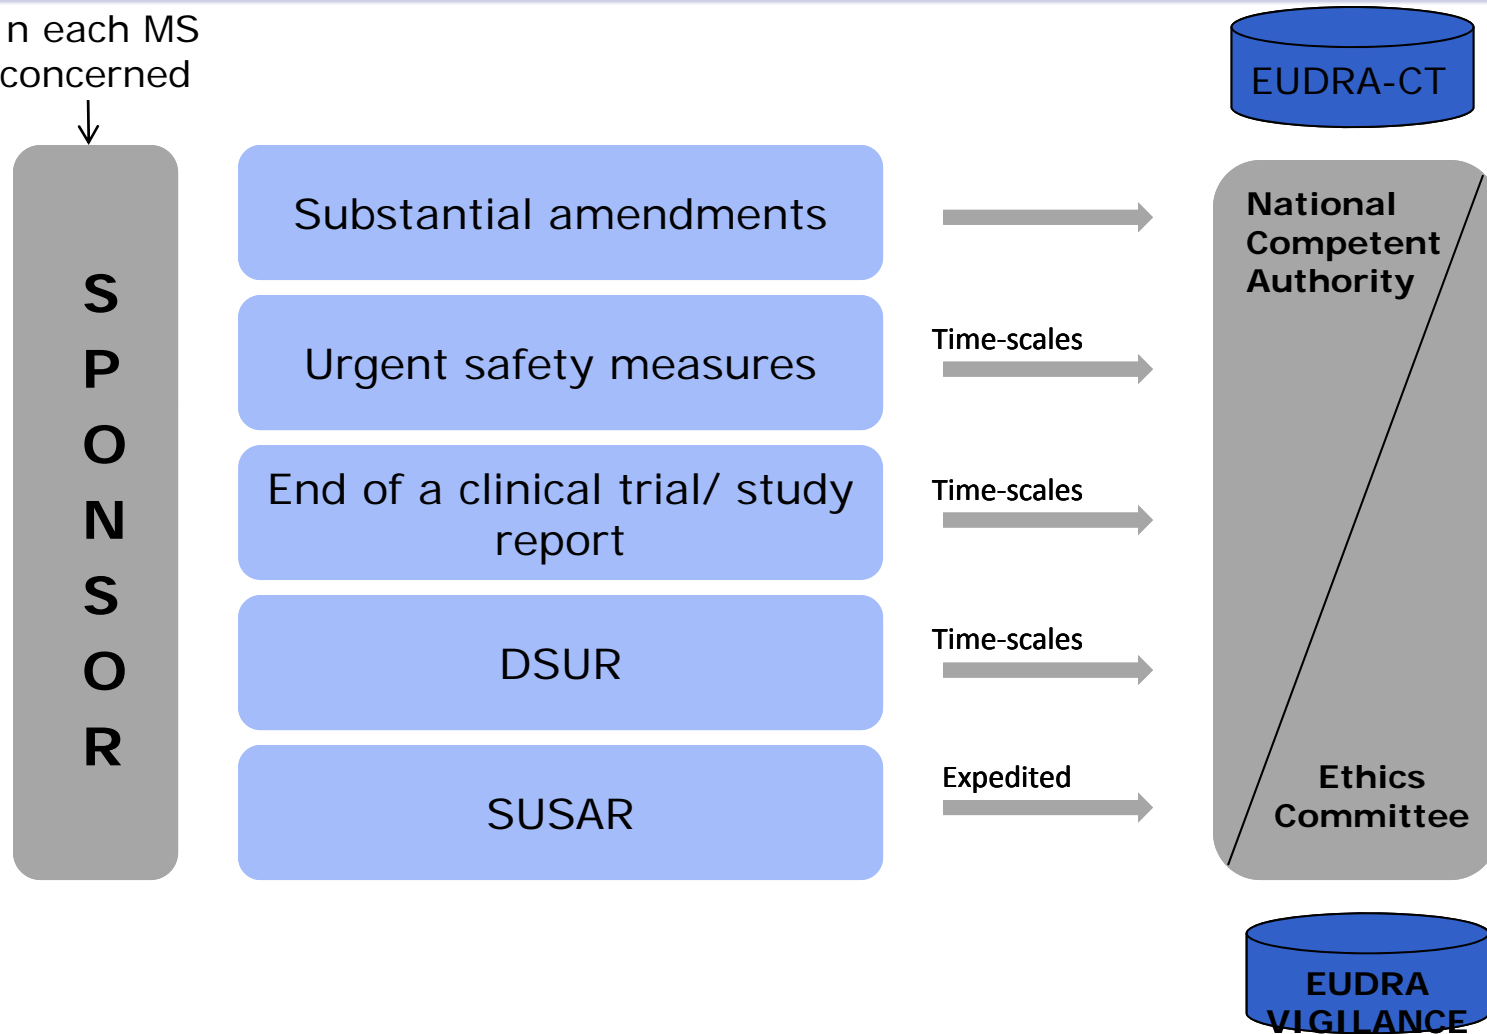 n each MS
concerned
EUDRA-CT
S
P
O
N
S
O
R
Substantial amendments
Urgent safety measures
Time-scales
End of a clinical trial/ study
report
Time-scales
DSUR
Time-scales
SUSAR
Expedited
National
Competent
Authority
Ethics
Committee
EUDRA
VIGILANCE